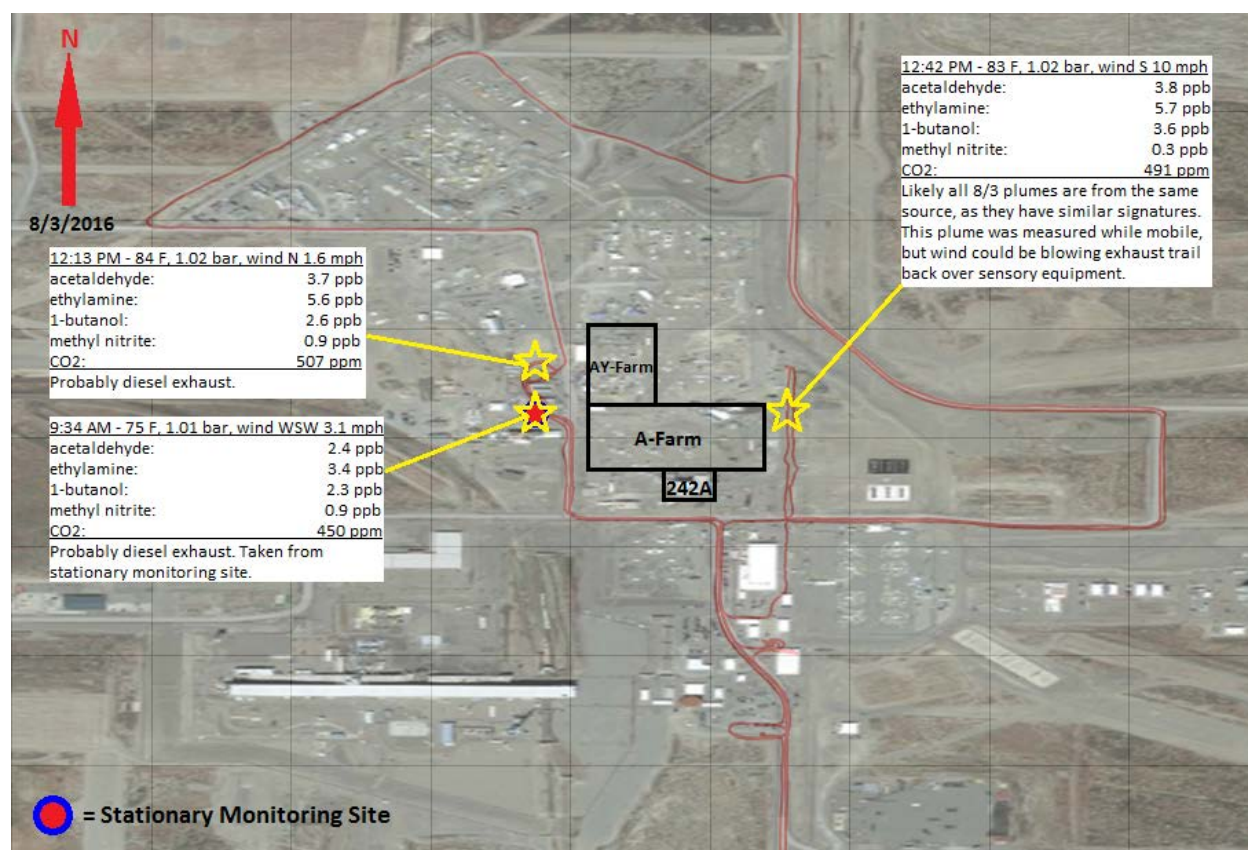 N
8/3/2016
12:13 PM - 84 F, 1.02 bar, wind N 1.6 mph
acetaldehyde: 3.7 ppb
ethylamine: 5.6 ppb
1-butanol: 2.6 ppb
methyl nitrite: 0.9 ppb
CO2: 507 ppm
Probably diesel exhaust.
9:34 AM - 75 F, 1.01 bar, wind WSW 3.1 mph
acetaldehyde: 2.4 ppb
ethylamine: 3.4 ppb
1-butanol: 2.3 ppb
methyl nitrite: 0.9 ppb
CO2: 450 ppm
Probably diesel exhaust. Taken from
stationary monitoring site.
12:42 PM - 83 F, 1.02 bar, wind S 10 mph
acetaldehyde: 3.8 ppb
ethylamine: 5.7 ppb
1-butanol: 3.6 ppb
methyl nitrite: 0.3 ppb
CO2: 491 ppm
Likely all 8/3 plumes are from the same
source, as they have similar signatures.
This plume was measured while mobile,
but wind could be blowing exhaust trail
back over sensory equipment.
AY-Farm
A-Farm
242A
= Stationary Monitoring Site